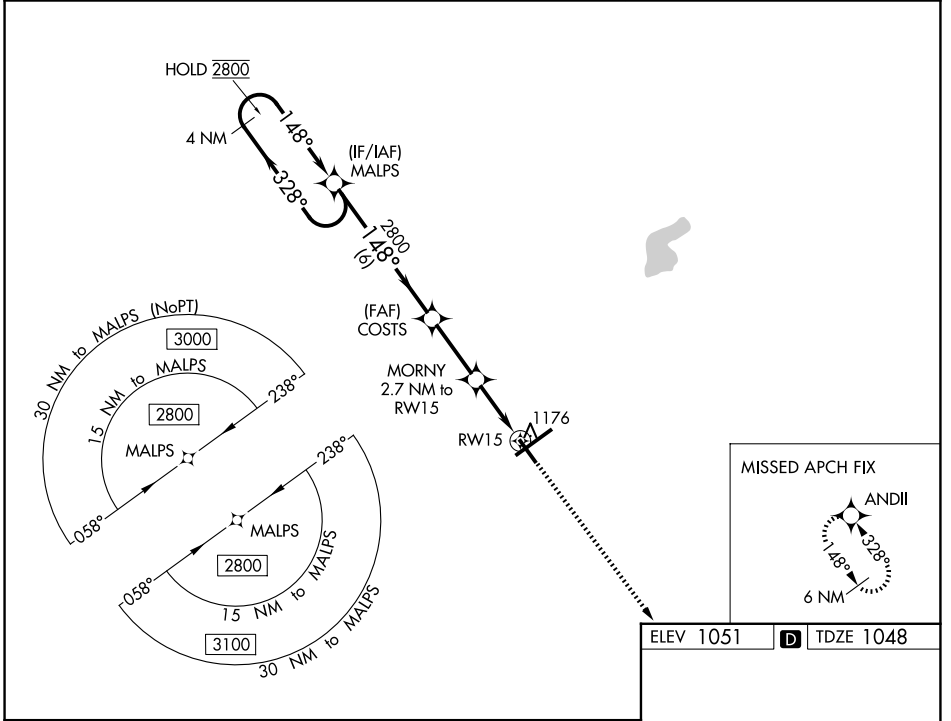 HOLD 2800
4 NM
148°
328°
(IF/IAF)
MALPS
2800
148°
(6)
(FAF)
COSTS
MORNY
2.7 NM to
RW15
RW15
1176
30 NM to MALPS (NoPT)
3000
15 NM to MALPS
2800
MALPS
238°
058°
238°
MALPS
058°
2800
15 NM to MALPS
3100
30 NM to MALPS
MISSED APCH FIX
ANDII
148°
328°
6 NM
ELEV 1051 D TDZE 1048